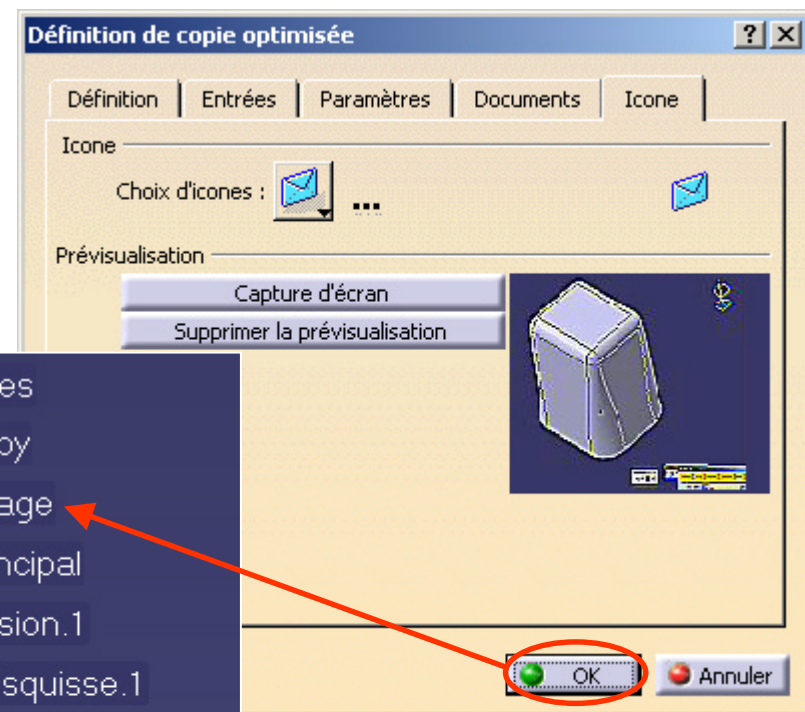 Définition de copie optimisée
Définition Entrées Paramètres Documents Icone
Icone
Choix d'icones : ...
Prévisualisation
Capture d'écran
Supprimer la prévisualisation
es
py
age
ncipal
sion.1
squisse.1
OK Annuler